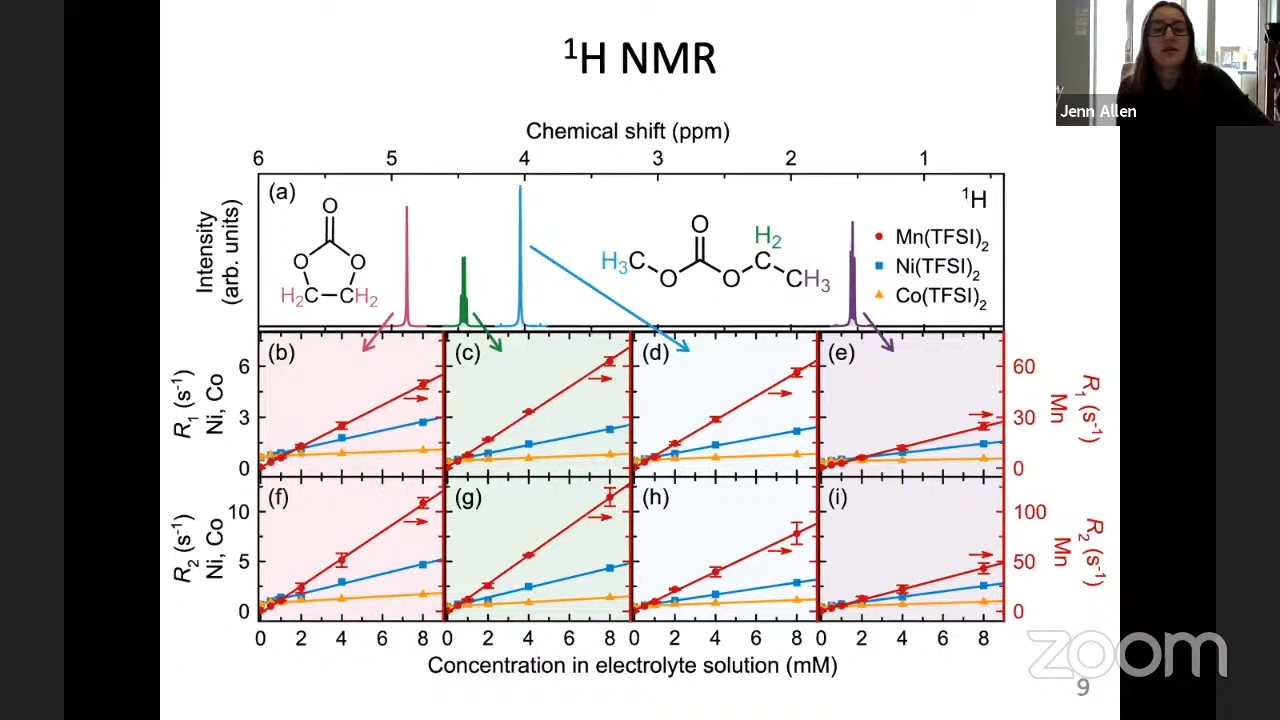 ¹H NMR
Jenn Allen
Chemical shift (ppm)
6 5 4 3 2 1
Intensity
(arb. units)
(a)
¹H
O
O O
H₂C CH₂
O
H₃C O O H₂
C CH₃
Mn(TFSI)₂
Ni(TFSI)₂
Co(TFSI)₂
(b) (c) (d) (e)
R₁ (s⁻¹)
Ni, Co
6
3
0
60
30
0
R₁ (s⁻¹)
Mn
(f) (g) (h) (i)
R₂ (s⁻¹)
Ni, Co
10
5
0
100
50
0
R₂ (s⁻¹)
Mn
0 2 4 6 8 0 2 4 6 8 0 2 4 6 8 0 2 4 6 8
Concentration in electrolyte solution (mM)
zoom
9